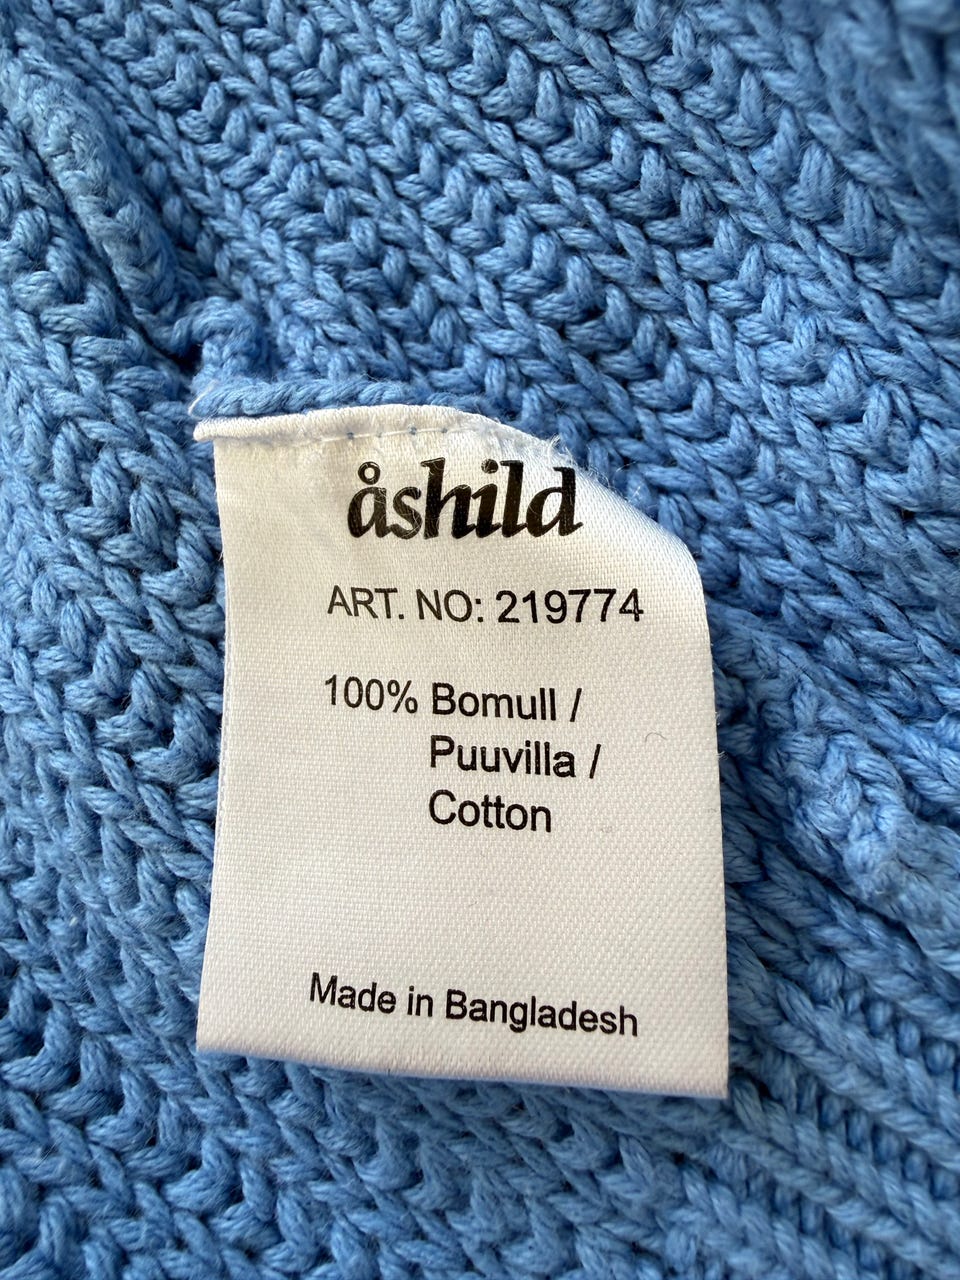 åshild
ART. NO: 219774
100% Bomull /
Puuvilla /
Cotton
Made in Bangladesh